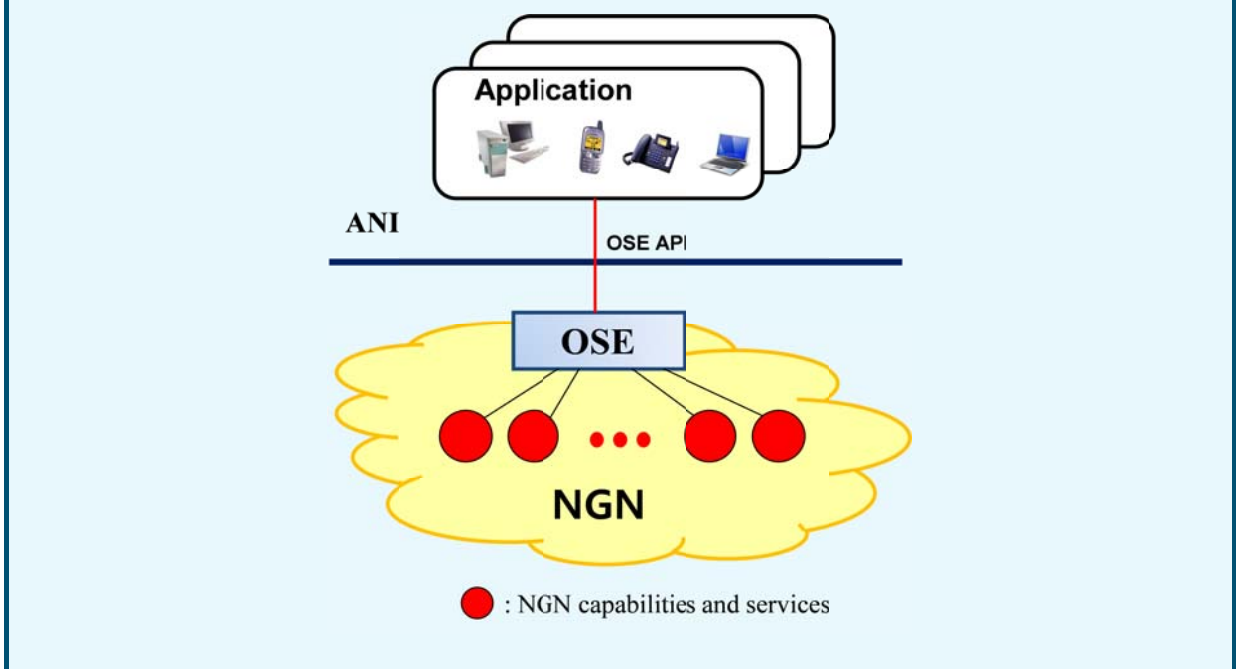 Application
ANI
OSE API
OSE
NGN
: NGN capabilities and services